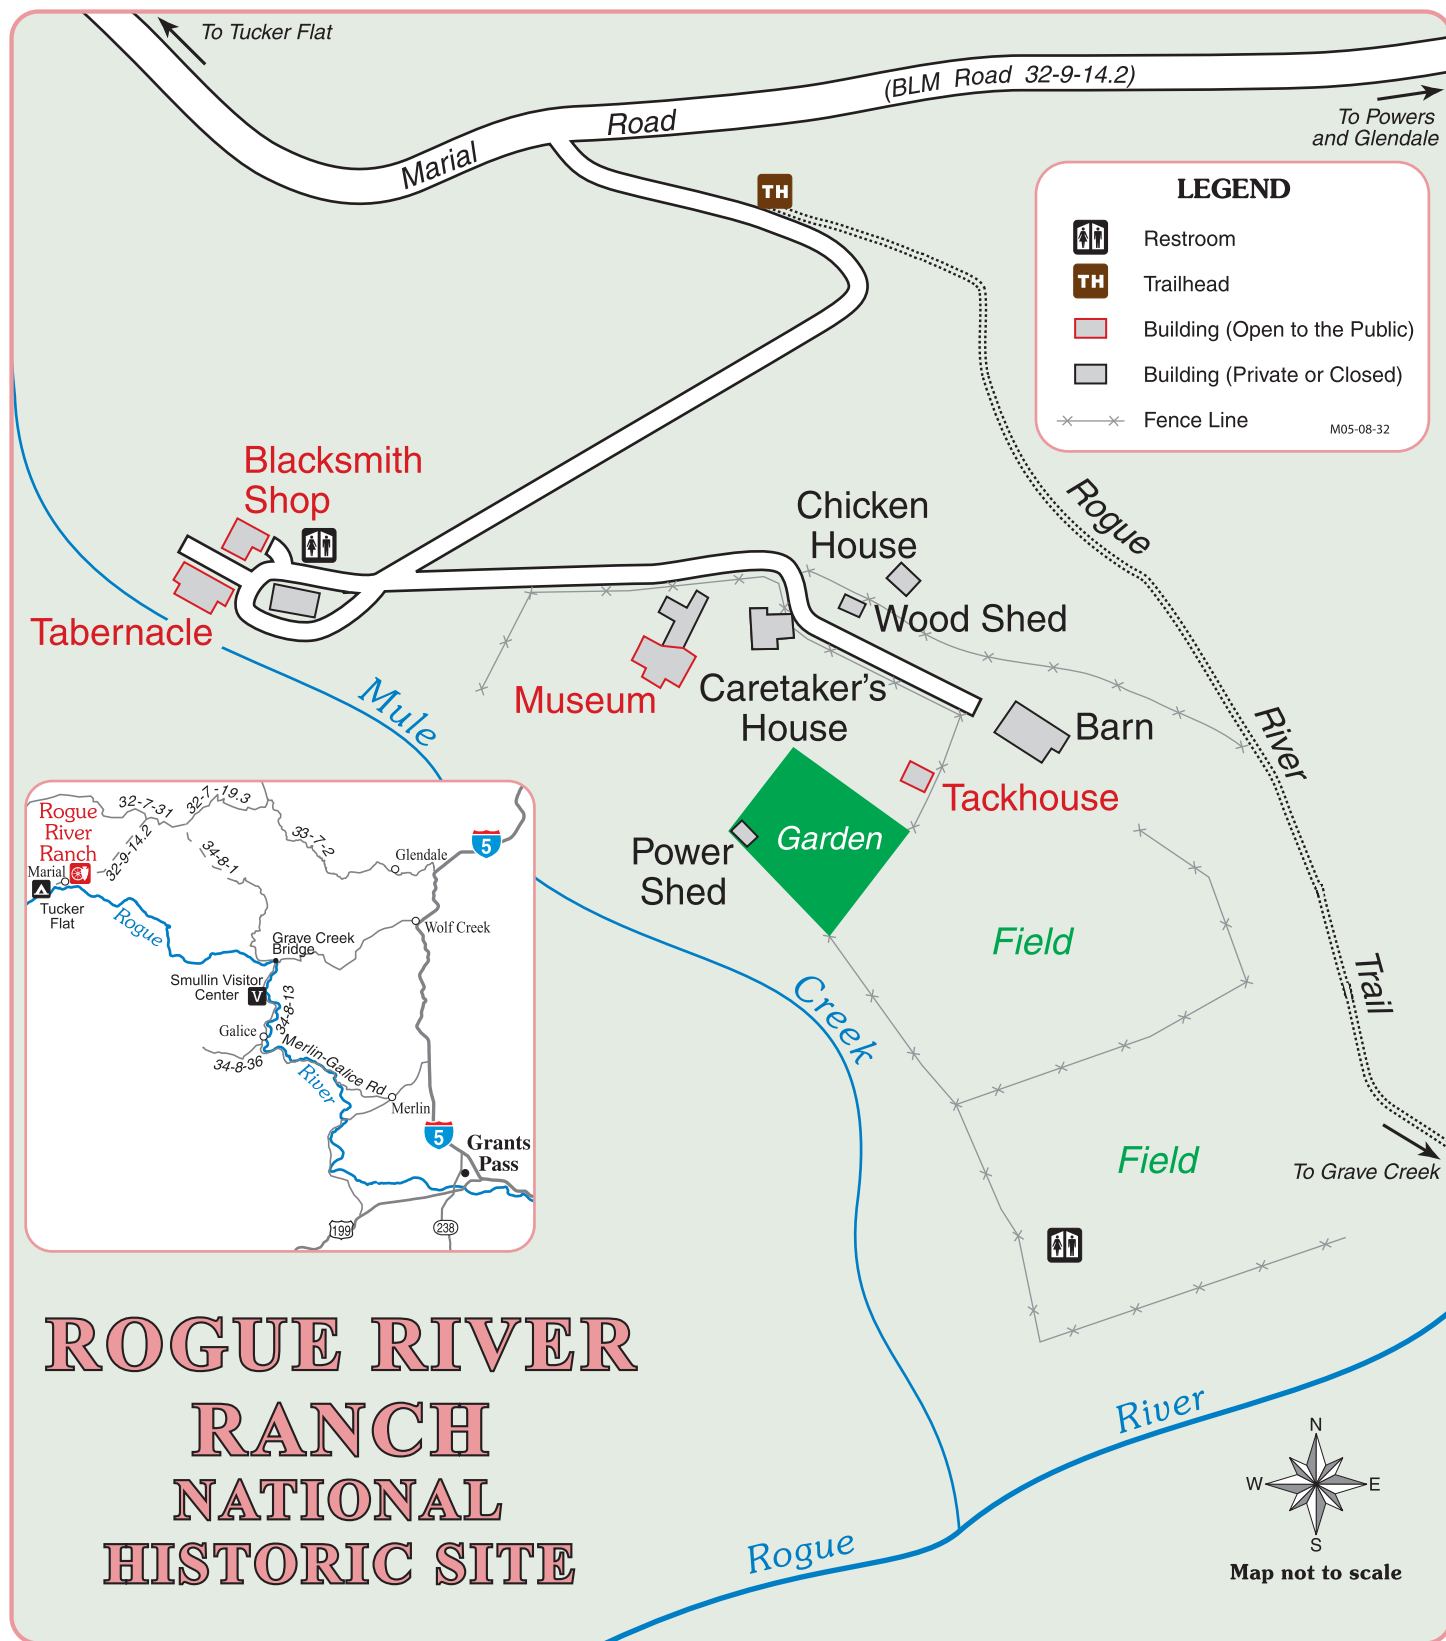 To Tucker Flat
(BLM Road 32-9-14.2)
Marial Road
To Powers
and Glendale
TH
LEGEND
Restroom
TH Trailhead
Building (Open to the Public)
Building (Private or Closed)
Fence Line
M05-08-32
Blacksmith
Shop
Chicken
House
Rogue River Trail
Wood Shed
Tabernacle
Museum
Caretaker's
House
Barn
Tackhouse
Mule Creek
Garden
Power
Shed
Field
Field
To Grave Creek
32-7-31
32-7-19.3
Rogue
River
Ranch
32-9-14.2
34-8-1
33-7-2
5
Glendale
Marial
Tucker
Flat
Rogue
Wolf Creek
Grave Creek
Bridge
Smullin Visitor
Center
V
34-8-13
Galice
34-8-36
Merlin-Galice Rd
River
Merlin
5
Grants
Pass
199
238
ROGUE RIVER
RANCH
NATIONAL
HISTORIC SITE
Rogue River
N
W E
S
Map not to scale